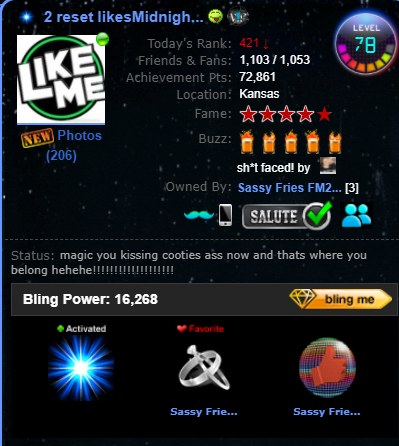 2 reset likesMidnigh...
LEVEL
78
Today's Rank: 421 ↓
Friends & Fans: 1,103 / 1,053
Achievement Pts: 72,861
Location: Kansas
Fame:
LIKE
ME
NEW Photos
(206)
Buzz:
sh*t faced! by
Owned By: Sassy Fries FM2... [3]
SALUTE
Status: magic you kissing cooties ass now and thats where you
belong hehehe!!!!!!!!!!!!!!!!!!!
Bling Power: 16,268
bling me
Activated
Favorite
Sassy Frie...
Sassy Frie...